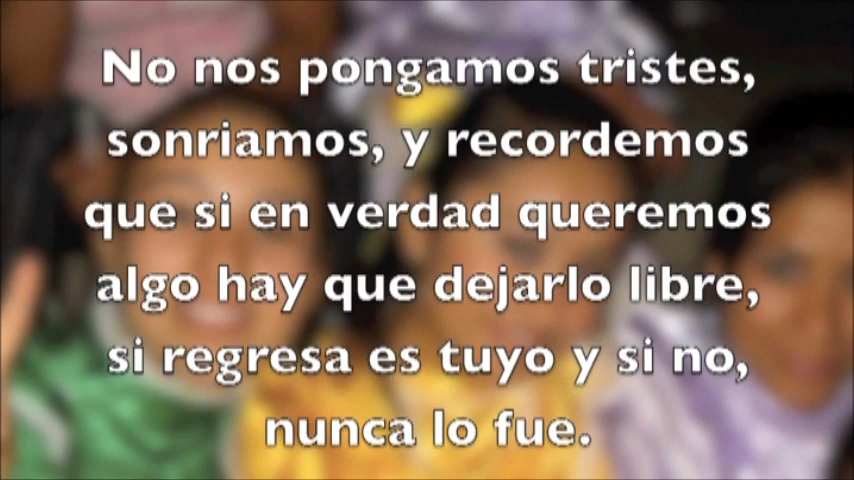 No nos pongamos tristes,
sonriamos, y recordemos
que si en verdad queremos
algo hay que dejarlo libre,
si regresa es tuyo y si no,
nunca lo fue.